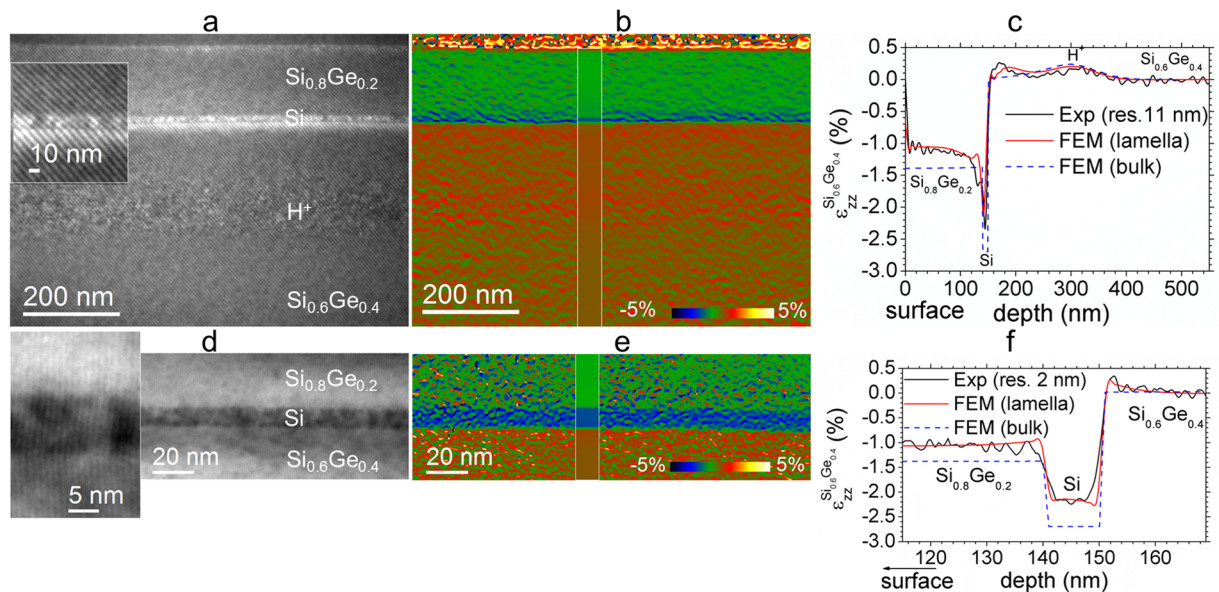 a
Si0.8Ge0.2
Si
10 nm
H+
200 nm
Si0.6Ge0.4
b
200 nm
-5% 5%
c
0.5
0.0
-0.5
-1.0
-1.5
-2.0
-2.5
-3.0
εzz Si0.6Ge0.4 (%)
H+
Si0.6Ge0.4
Exp (res.11 nm)
FEM (lamella)
FEM (bulk)
Si0.8Ge0.2
Si
0 100 200 300 400 500
surface depth (nm)
d
Si0.8Ge0.2
Si
Si0.6Ge0.4
20 nm
5 nm
e
20 nm
-5% 5%
f
0.5
0.0
-0.5
-1.0
-1.5
-2.0
-2.5
-3.0
εzz Si0.6Ge0.4 (%)
Exp (res. 2 nm)
FEM (lamella)
FEM (bulk)
Si0.6Ge0.4
Si
Si0.8Ge0.2
120 130 140 150 160
surface depth (nm)